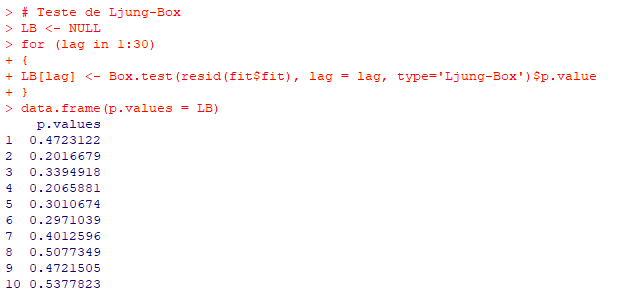 > # Teste de Ljung-Box
> LB <- NULL
> for (lag in 1:30)
+ {
+ LB[lag] <- Box.test(resid(fit$fit), lag = lag, type='Ljung-Box')$p.value
+ }
> data.frame(p.values = LB)
p.values
1 0.4723122
2 0.2016679
3 0.3394918
4 0.2065881
5 0.3010674
6 0.2971039
7 0.4012596
8 0.5077349
9 0.4721505
10 0.5377823